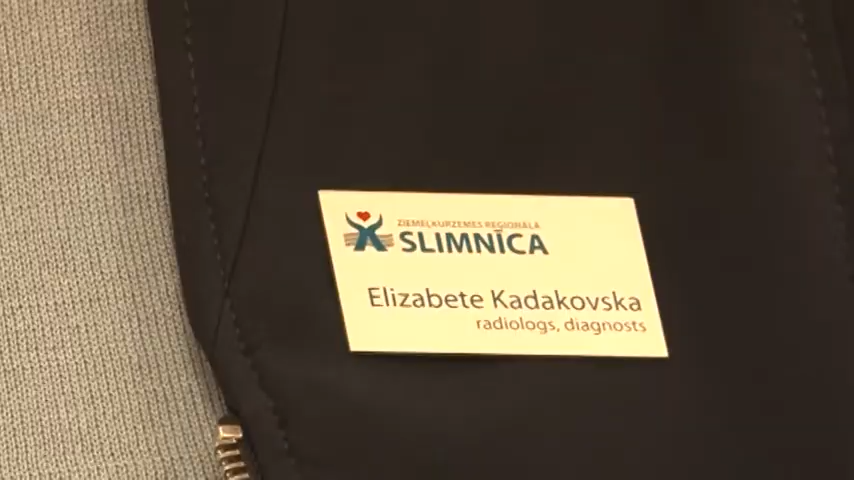 ZIEMEĻKURZEMES REĢIONĀLĀ
SLIMNĪCA
Elizabete Kadakovska
radiologs, diagnosts